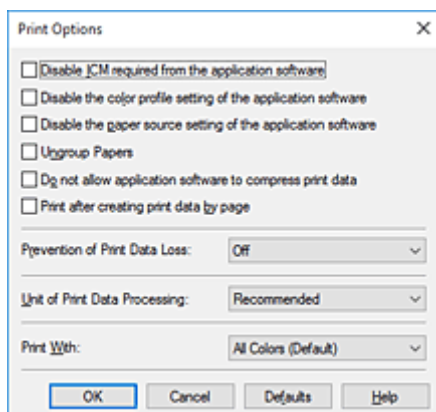 Print Options
Disable ICM required from the application software
Disable the color profile setting of the application software
Disable the paper source setting of the application software
Ungroup Papers
Do not allow application software to compress print data
Print after creating print data by page
Prevention of Print Data Loss: Off
Unit of Print Data Processing: Recommended
Print With: All Colors (Default)
OK Cancel Defaults Help